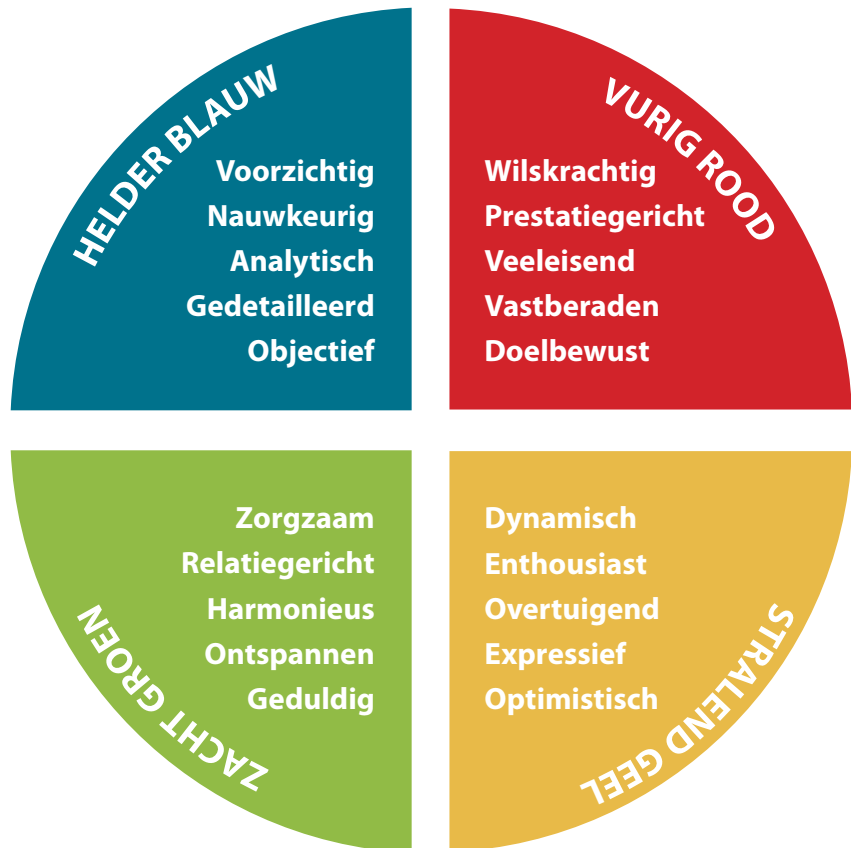 HELDER BLAUW
Voorzichtig
Nauwkeurig
Analytisch
Gedetailleerd
Objectief
VURIG ROOD
Wilskrachtig
Prestatiegericht
Veeleisend
Vastberaden
Doelbewust
Zorgzaam
Relatiegericht
Harmonieus
Ontspannen
Geduldig
ZACHT GROEN
Dynamisch
Enthousiast
Overtuigend
Expressief
Optimistisch
STRALEND GEEL